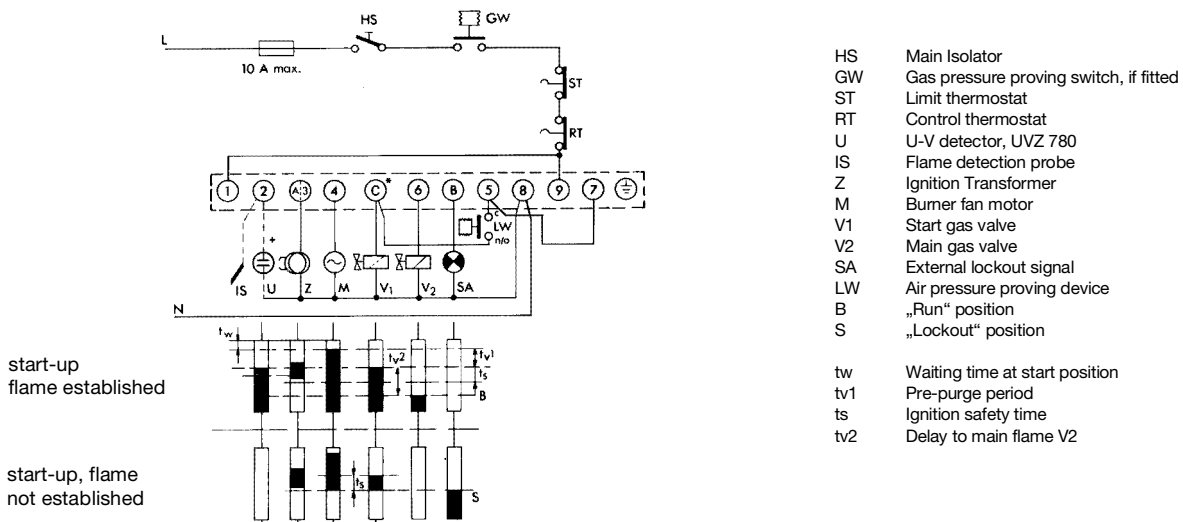 HS
GW
L
10 A max.
ST
RT
1 2 A/3 4 C* 6 B 5 8 9 7
c
LW
n/o
+
IS U Z M V1 V2 SA
N
tw
tv2
tv1
ts
B
start-up
flame established
start-up, flame
not established
ts
S
HS Main Isolator
GW Gas pressure proving switch, if fitted
ST Limit thermostat
RT Control thermostat
U U-V detector, UVZ 780
IS Flame detection probe
Z Ignition Transformer
M Burner fan motor
V1 Start gas valve
V2 Main gas valve
SA External lockout signal
LW Air pressure proving device
B „Run“ position
S „Lockout“ position
tw Waiting time at start position
tv1 Pre-purge period
ts Ignition safety time
tv2 Delay to main flame V2